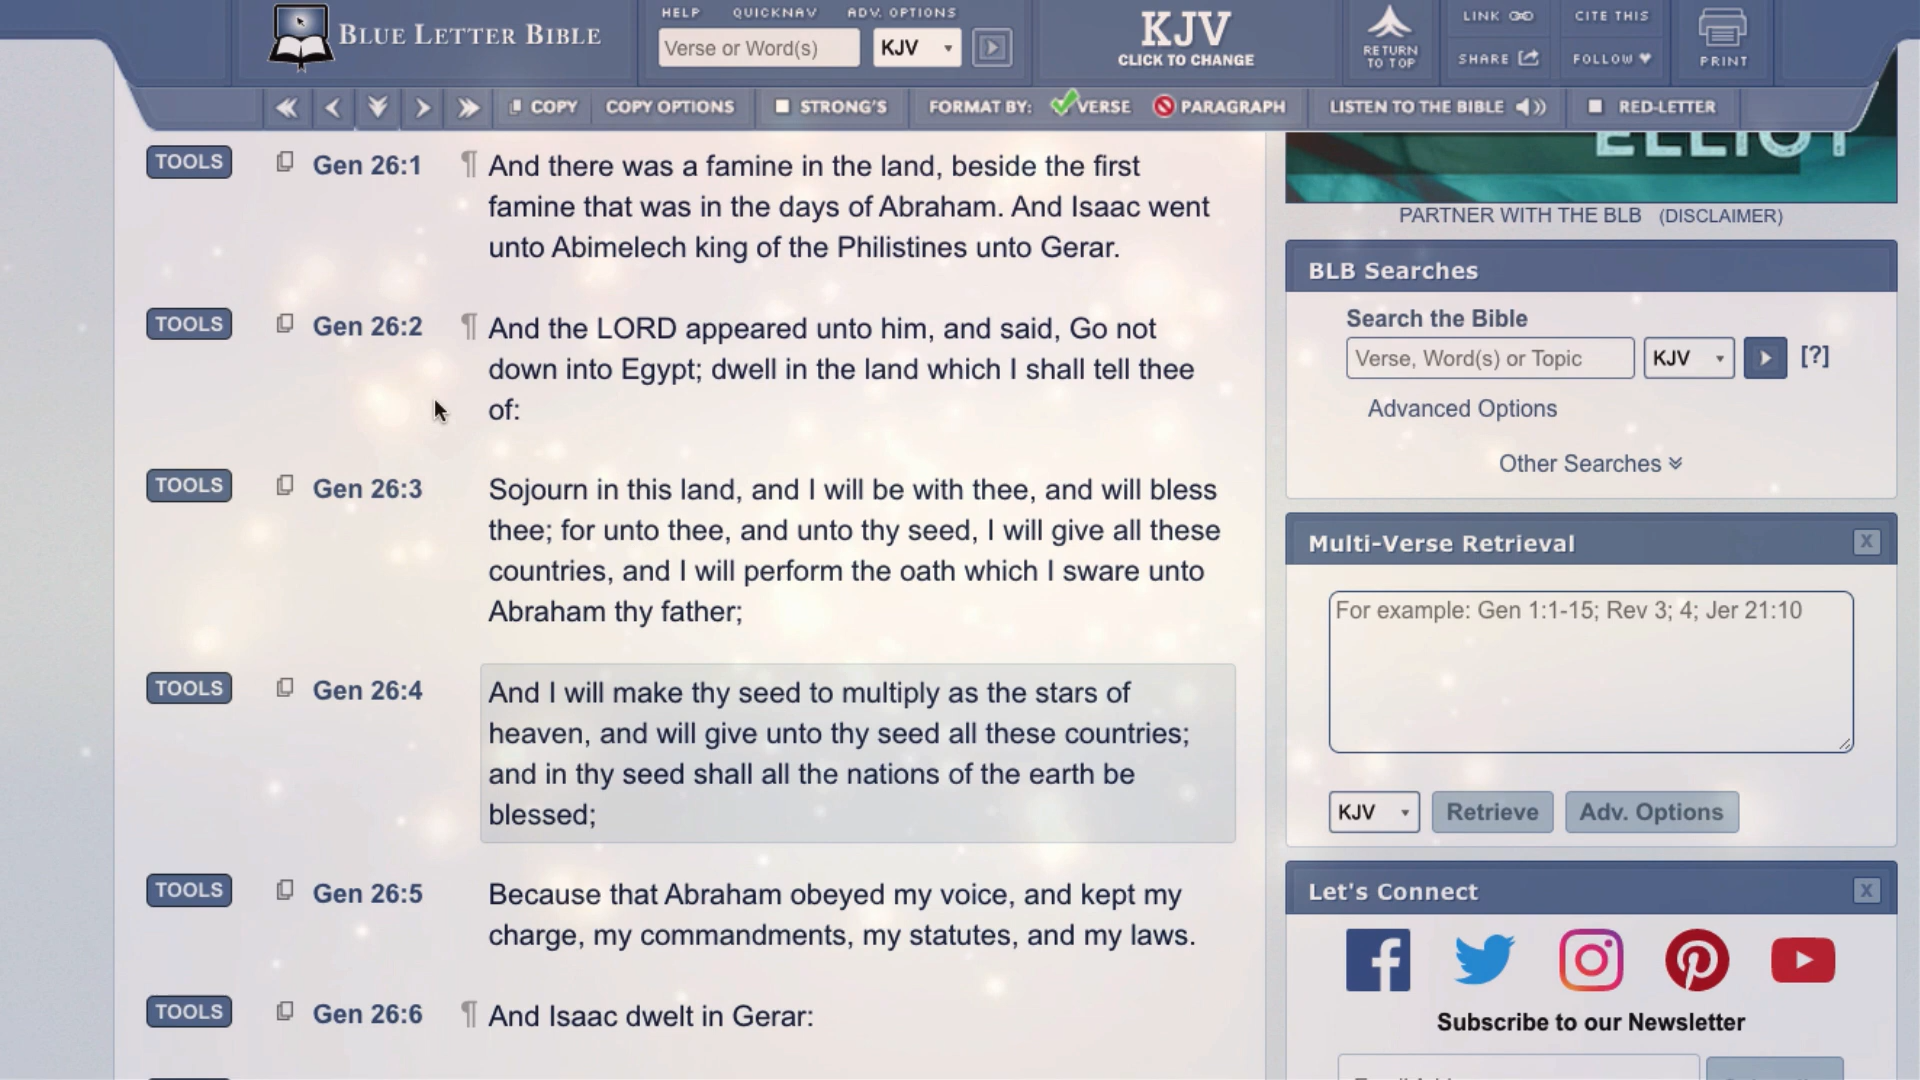 BLUE LETTER BIBLE
HELP QUICKNAV ADV. OPTIONS
Verse or Word(s) KJV
KJV
CLICK TO CHANGE
RETURN
TO TOP
LINK
CITE THIS
SHARE
FOLLOW
PRINT
COPY COPY OPTIONS STRONG'S FORMAT BY: VERSE PARAGRAPH LISTEN TO THE BIBLE RED-LETTER
TOOLS Gen 26:1 ¶ And there was a famine in the land, beside the first
famine that was in the days of Abraham. And Isaac went
unto Abimelech king of the Philistines unto Gerar.
TOOLS Gen 26:2 ¶ And the LORD appeared unto him, and said, Go not
down into Egypt; dwell in the land which I shall tell thee
of:
TOOLS Gen 26:3 Sojourn in this land, and I will be with thee, and will bless
thee; for unto thee, and unto thy seed, I will give all these
countries, and I will perform the oath which I sware unto
Abraham thy father;
TOOLS Gen 26:4 And I will make thy seed to multiply as the stars of
heaven, and will give unto thy seed all these countries;
and in thy seed shall all the nations of the earth be
blessed;
TOOLS Gen 26:5 Because that Abraham obeyed my voice, and kept my
charge, my commandments, my statutes, and my laws.
TOOLS Gen 26:6 ¶ And Isaac dwelt in Gerar:
ELLIOT
PARTNER WITH THE BLB (DISCLAIMER)
BLB Searches
Search the Bible
Verse, Word(s) or Topic KJV [?]
Advanced Options
Other Searches
Multi-Verse Retrieval X
For example: Gen 1:1-15; Rev 3; 4; Jer 21:10
KJV Retrieve Adv. Options
Let's Connect X
Subscribe to our Newsletter